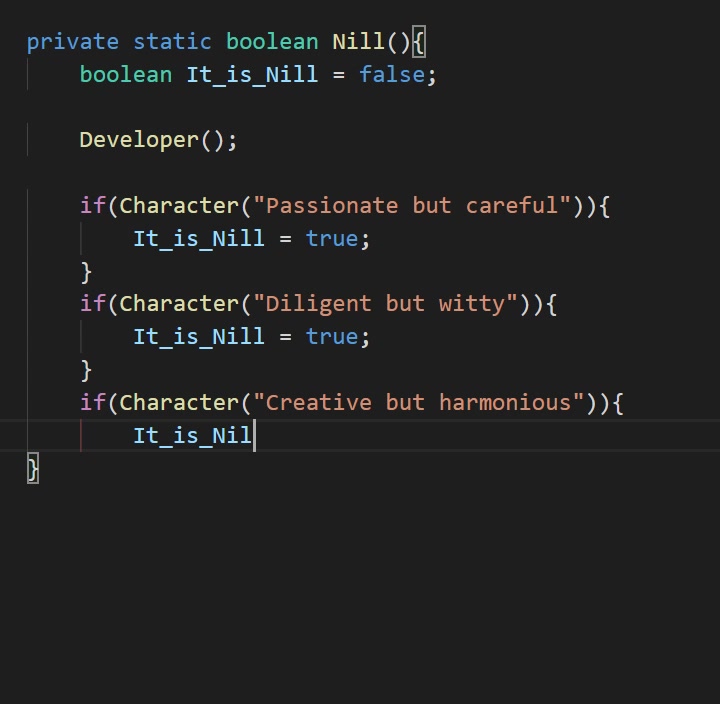 private static boolean Nill(){
    boolean It_is_Nill = false;
    Developer();
    if(Character("Passionate but careful")){
        It_is_Nill = true;
    }
    if(Character("Diligent but witty")){
        It_is_Nill = true;
    }
    if(Character("Creative but harmonious")){
        It_is_Nil
}